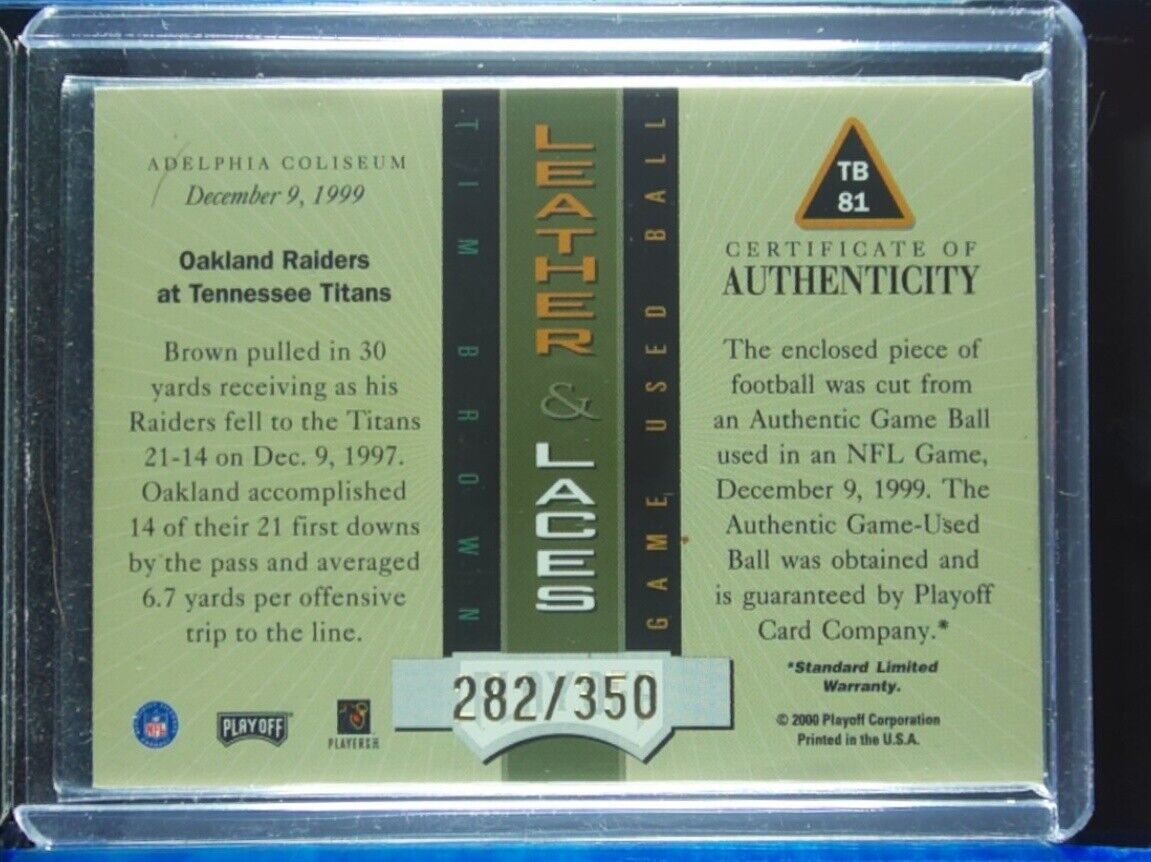 ADELPHIA COLISEUM
December 9, 1999
Oakland Raiders
at Tennessee Titans
Brown pulled in 30
yards receiving as his
Raiders fell to the Titans
21-14 on Dec. 9, 1997.
Oakland accomplished
14 of their 21 first downs
by the pass and averaged
6.7 yards per offensive
trip to the line.
NFL
PLAYOFF
PLAYERS INC
TIM BROWN
LEATHER & LACES
GAME USED BALL
PLAYOFF
282/350
TB
81
CERTIFICATE OF
AUTHENTICITY
The enclosed piece of
football was cut from
an Authentic Game Ball
used in an NFL Game,
December 9, 1999. The
Authentic Game-Used
Ball was obtained and
is guaranteed by Playoff
Card Company.*
*Standard Limited
Warranty.
© 2000 Playoff Corporation
Printed in the U.S.A.